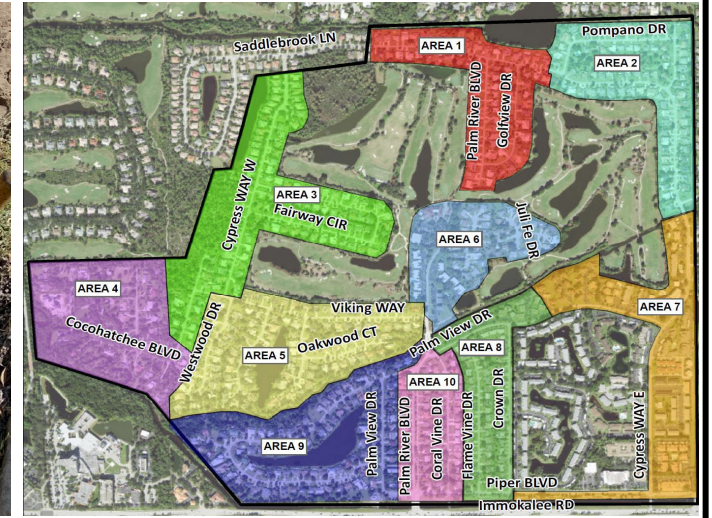 Saddlebrook LN
Pompano DR
AREA 1
AREA 2
Palm River BLVD
Golfview DR
Cypress WAY W
AREA 3
Fairway CIR
Juli Fe DR
AREA 6
AREA 4
AREA 7
Cocohatchee BLVD
Westwood DR
Viking WAY
Oakwood CT
AREA 5
Palm View DR
AREA 8
AREA 10
Crown DR
Palm View DR
Palm River BLVD
Coral Vine DR
Flame Vine DR
Cypress WAY E
AREA 9
Piper BLVD
Immokalee RD